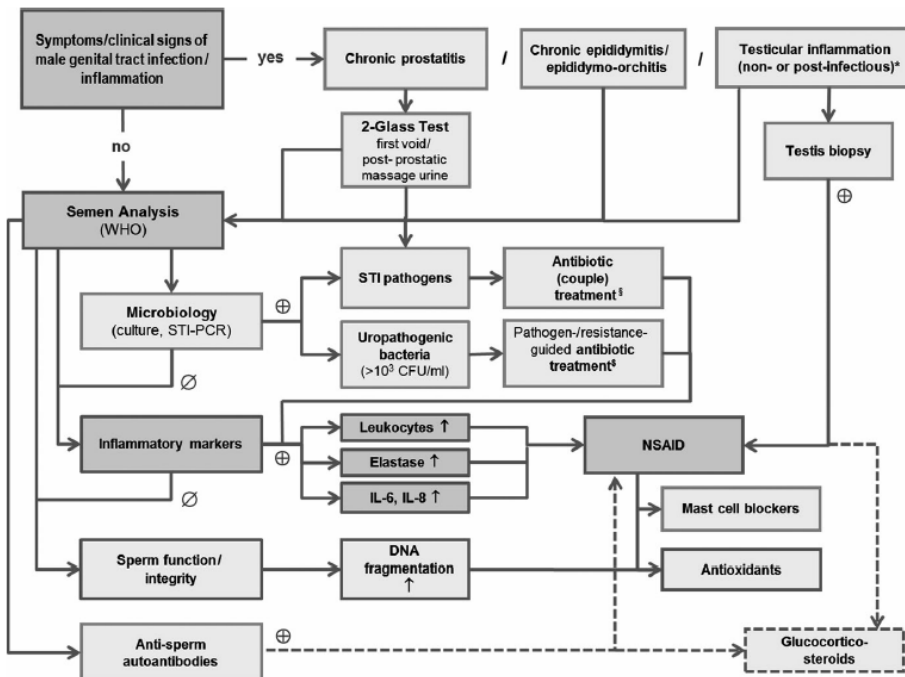 Symptoms/clinical signs of
male genital tract infection/
inflammation
yes
Chronic prostatitis
/
Chronic epididymitis/
epididymo-orchitis
/
Testicular inflammation
(non- or post-infectious)*
no
2-Glass Test
first void/
post- prostatic
massage urine
Testis biopsy
⊕
Semen Analysis
(WHO)
STI pathogens
Antibiotic
(couple)
treatment§
Microbiology
(culture, STI-PCR)
⊕
Uropathogenic
bacteria
(>10³ CFU/ml)
Pathogen-/resistance-
guided antibiotic
treatment$
∅
Inflammatory markers
⊕
Leukocytes ↑
Elastase ↑
IL-6, IL-8 ↑
NSAID
∅
Mast cell blockers
Sperm function/
integrity
DNA
fragmentation
↑
Antioxidants
Anti-sperm
autoantibodies
⊕
Glucocortico-
steroids